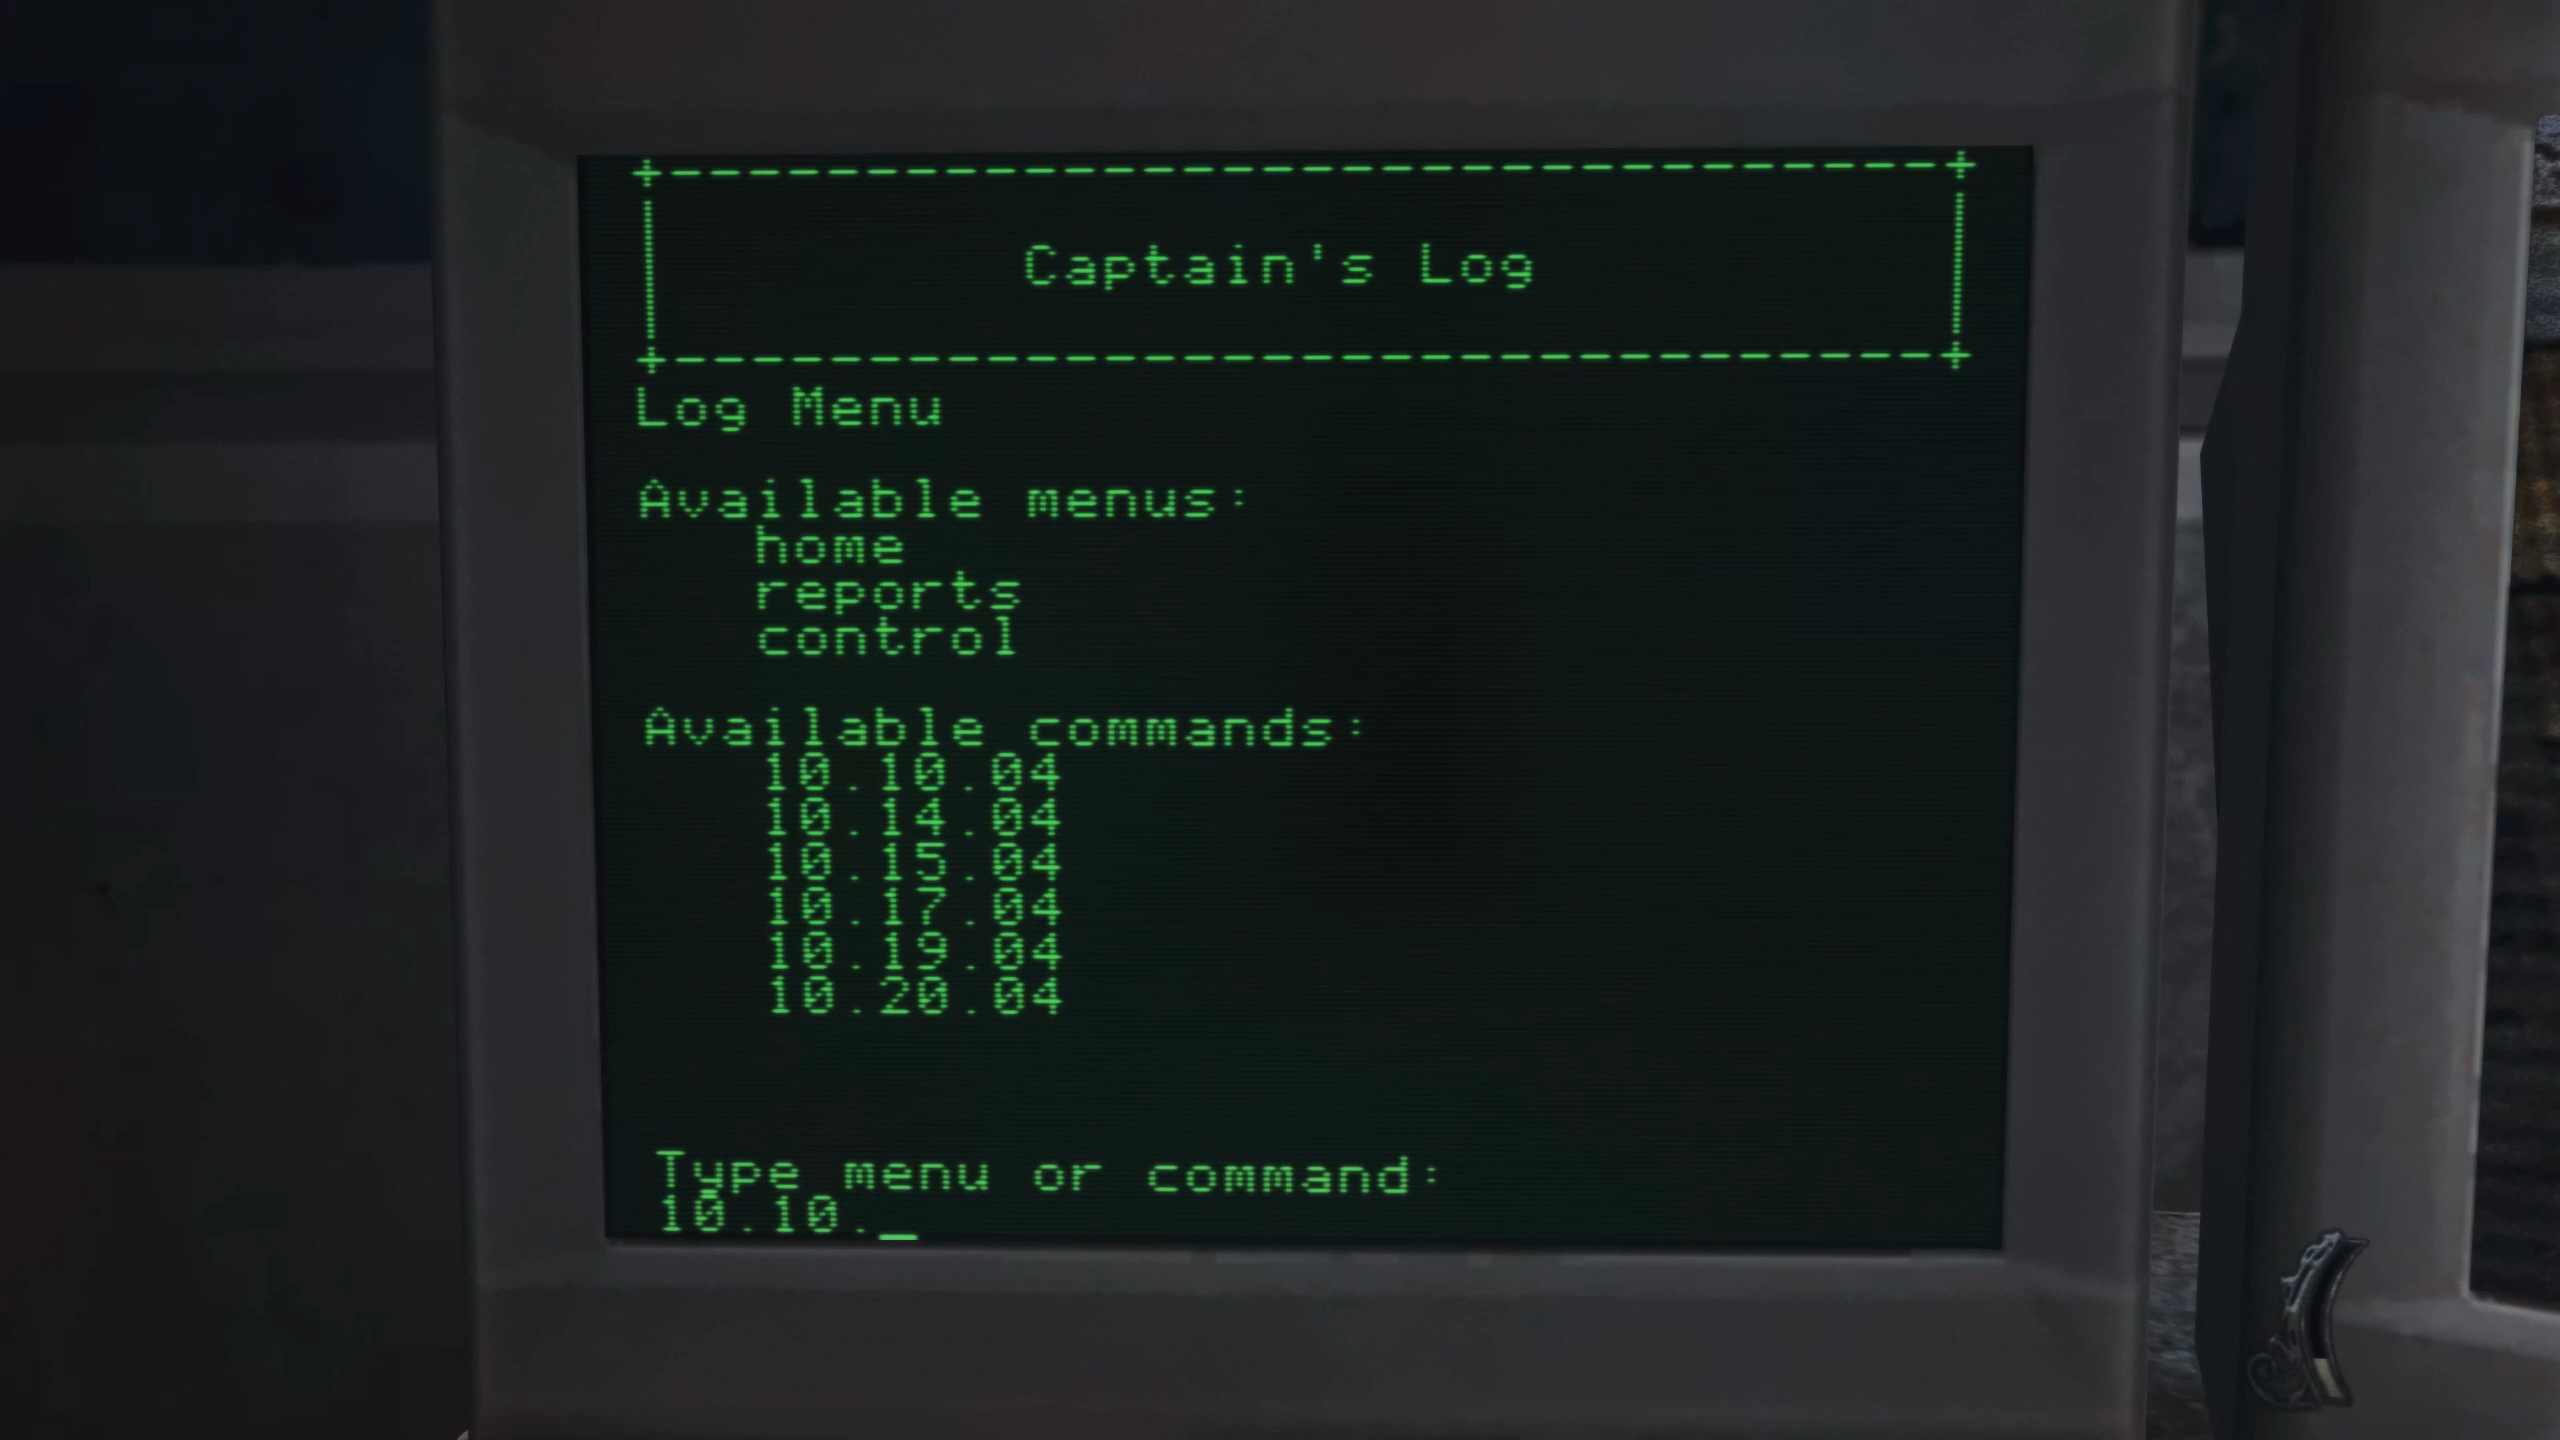 Captain's Log
Log Menu
Available menus:
home
reports
control
Available commands:
10.10.04
10.14.04
10.15.04
10.17.04
10.19.04
10.20.04
Type menu or command:
10.10._